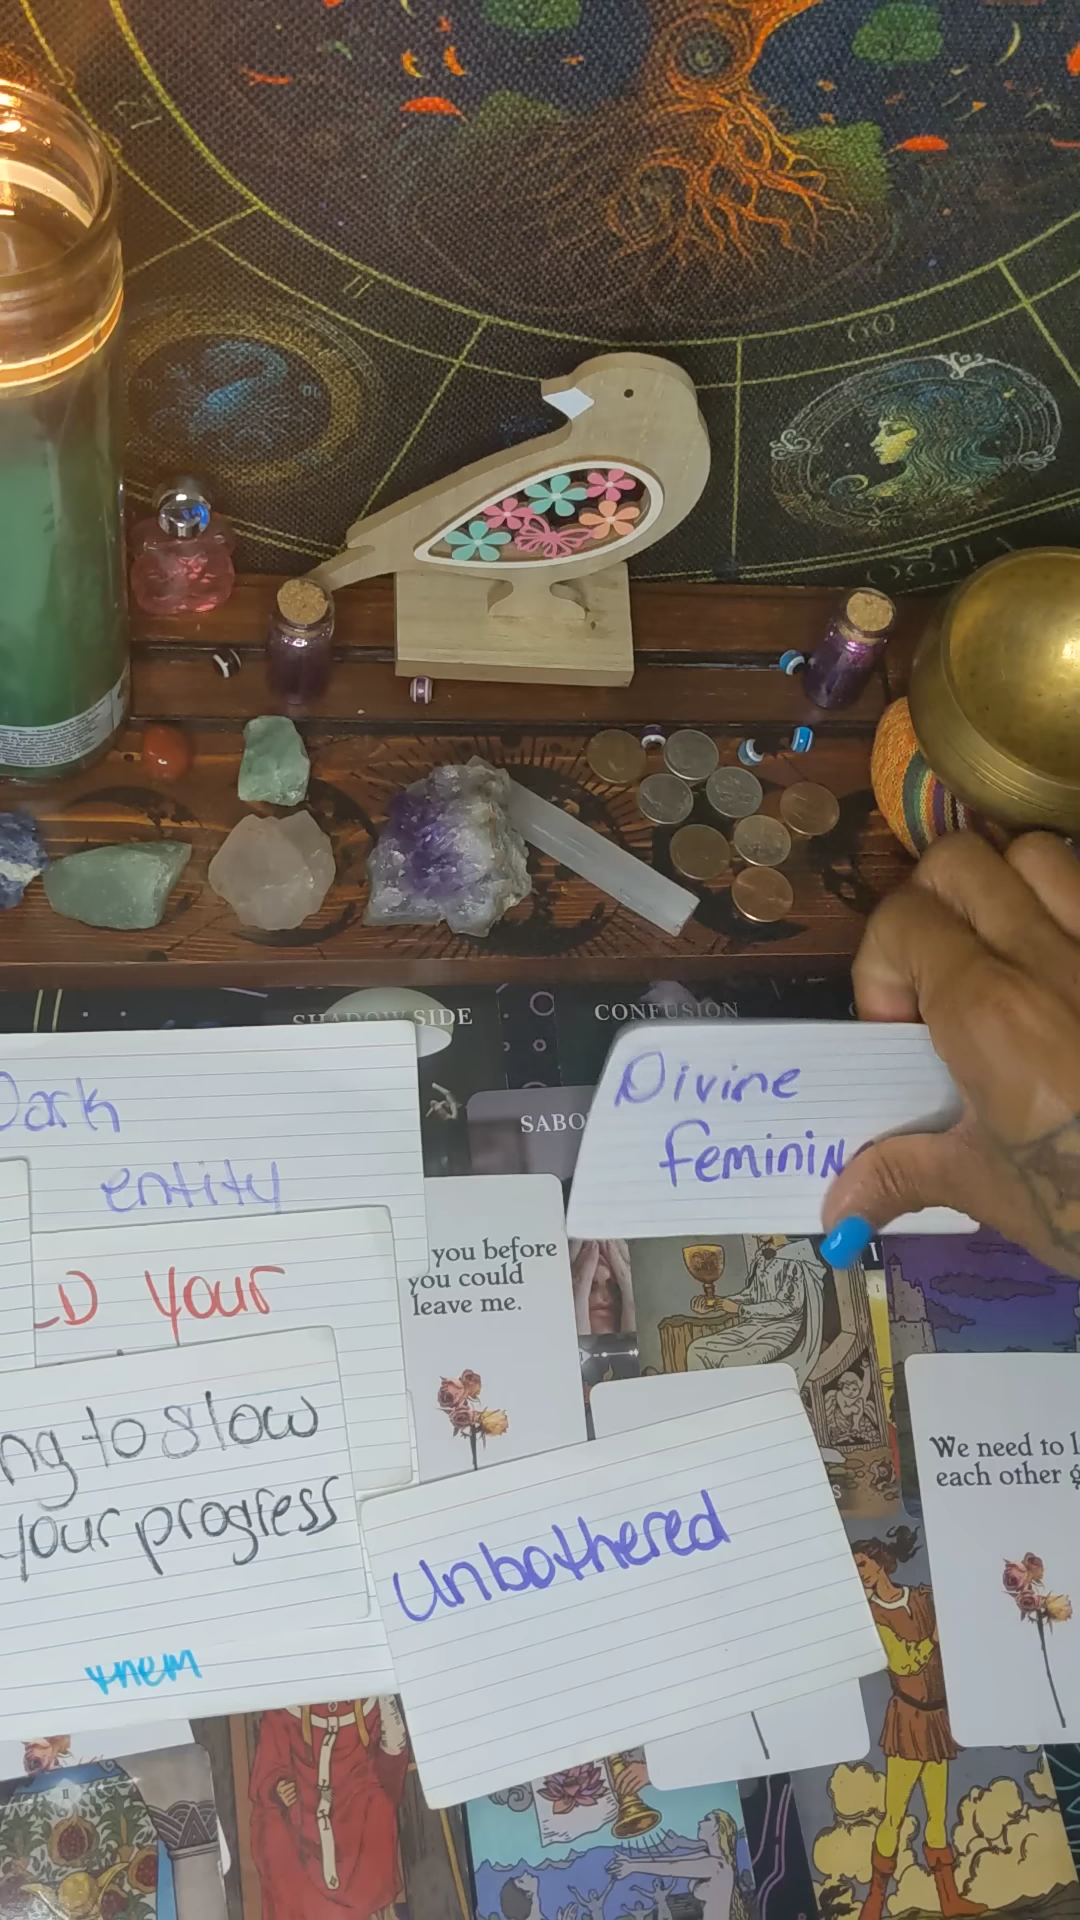 SHADOW SIDE
CONFUSION
Dark
entity
Divine
feminin
SABO
D your
you before
you could
leave me.
ng to slow
your progress
them
Unbothered
We need to l
each other g